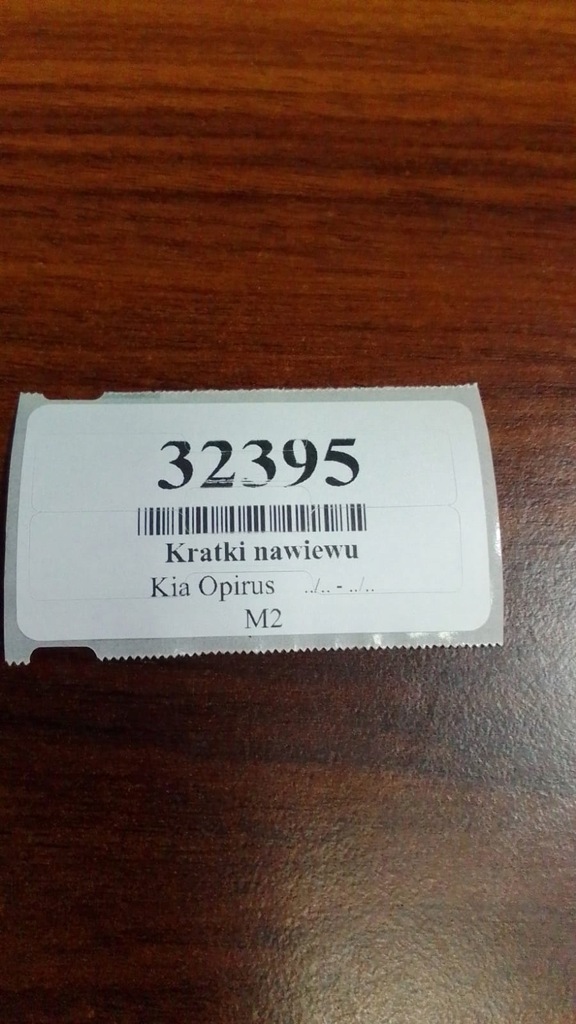 32395
Kratki nawiewu
Kia Opirus ../.. - ../..
M2